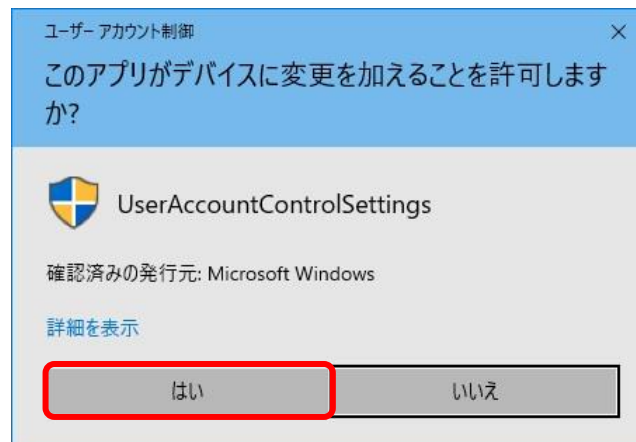 ユーザー アカウント制御
このアプリがデバイスに変更を加えることを許可します
か?
UserAccountControlSettings
確認済みの発行元: Microsoft Windows
詳細を表示
はい
いいえ